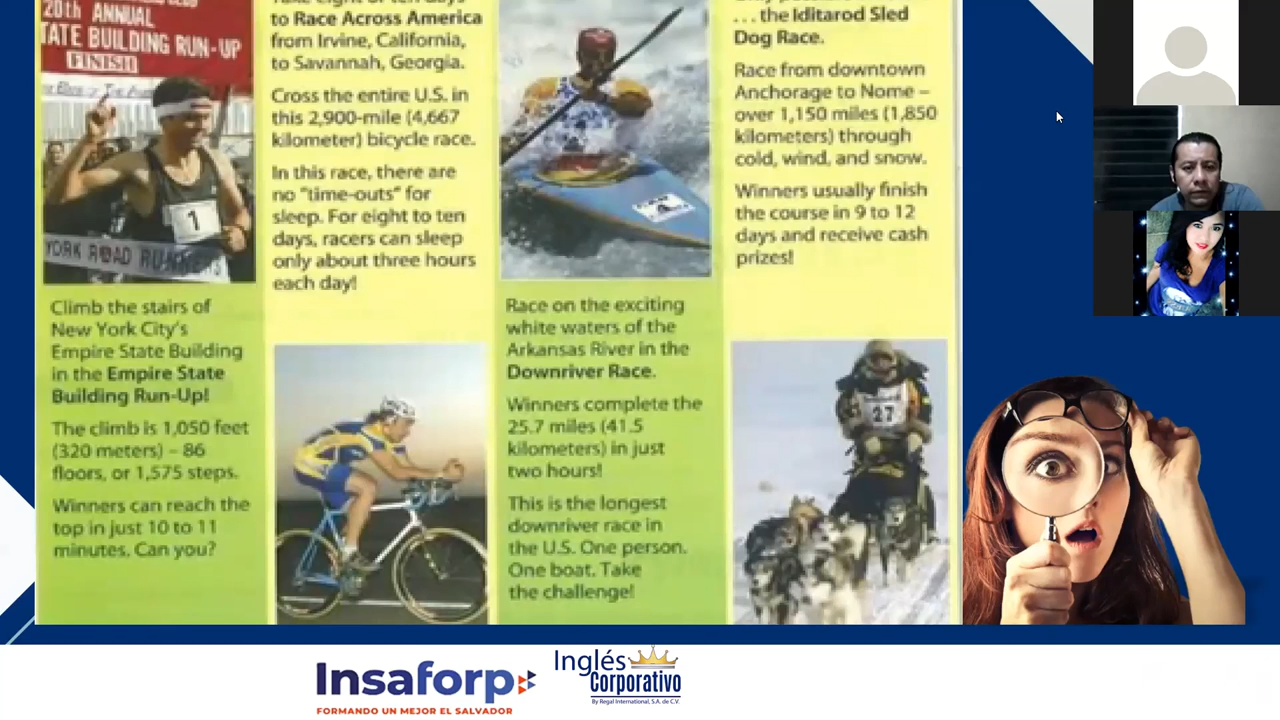 20th ANNUAL
TATE BUILDING RUN-UP
FINISH
1
YORK ROAD RUNNERS
Climb the stairs of
New York City's
Empire State Building
in the Empire State
Building Run-Up!
The climb is 1,050 feet
(320 meters) – 86
floors, or 1,575 steps.
Winners can reach the
top in just 10 to 11
minutes. Can you?
Take eight or ten days
to Race Across America
from Irvine, California,
to Savannah, Georgia.
Cross the entire U.S. in
this 2,900-mile (4,667
kilometer) bicycle race.
In this race, there are
no "time-outs" for
sleep. For eight to ten
days, racers can sleep
only about three hours
each day!
Race on the exciting
white waters of the
Arkansas River in the
Downriver Race.
Winners complete the
25.7 miles (41.5
kilometers) in just
two hours!
This is the longest
downriver race in
the U.S. One person.
One boat. Take
the challenge!
... the Iditarod Sled
Dog Race.
Race from downtown
Anchorage to Nome –
over 1,150 miles (1,850
kilometers) through
cold, wind, and snow.
Winners usually finish
the course in 9 to 12
days and receive cash
prizes!
27
Insaforp
FORMANDO UN MEJOR EL SALVADOR
Inglés
Corporativo
By Regal International, S.A. de C.V.